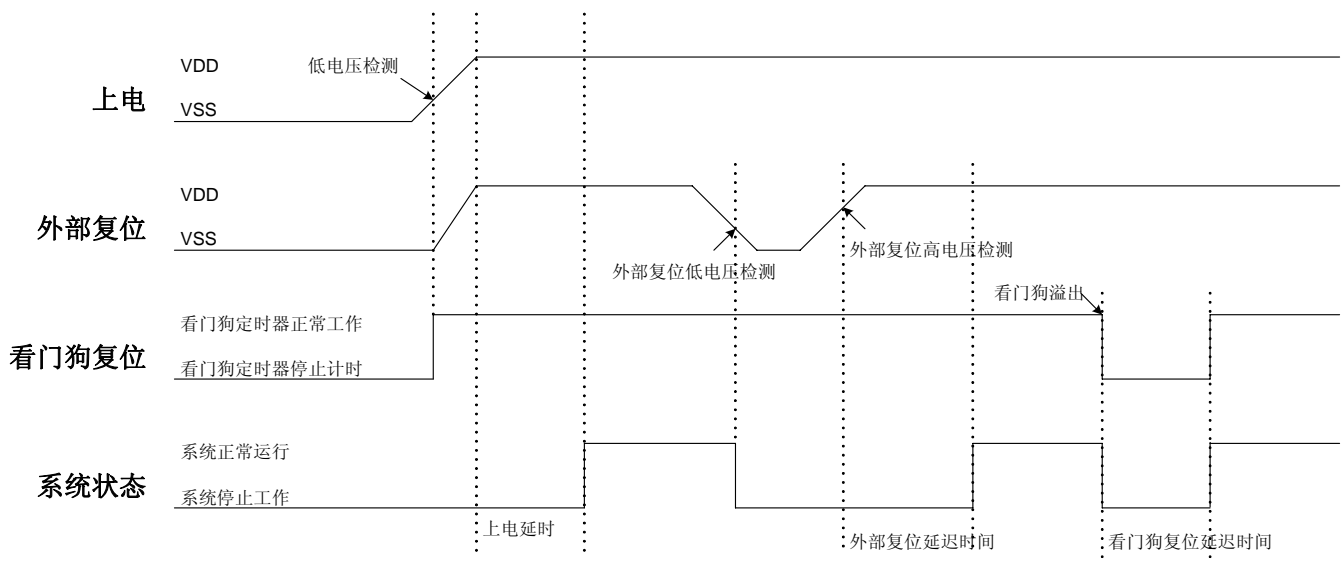 上电
VDD
低电压检测
VSS
外部复位
VDD
VSS
外部复位低电压检测
外部复位高电压检测
看门狗复位
看门狗定时器正常工作
看门狗溢出
看门狗定时器停止计时
系统状态
系统正常运行
系统停止工作
上电延时
外部复位延迟时间
看门狗复位延迟时间